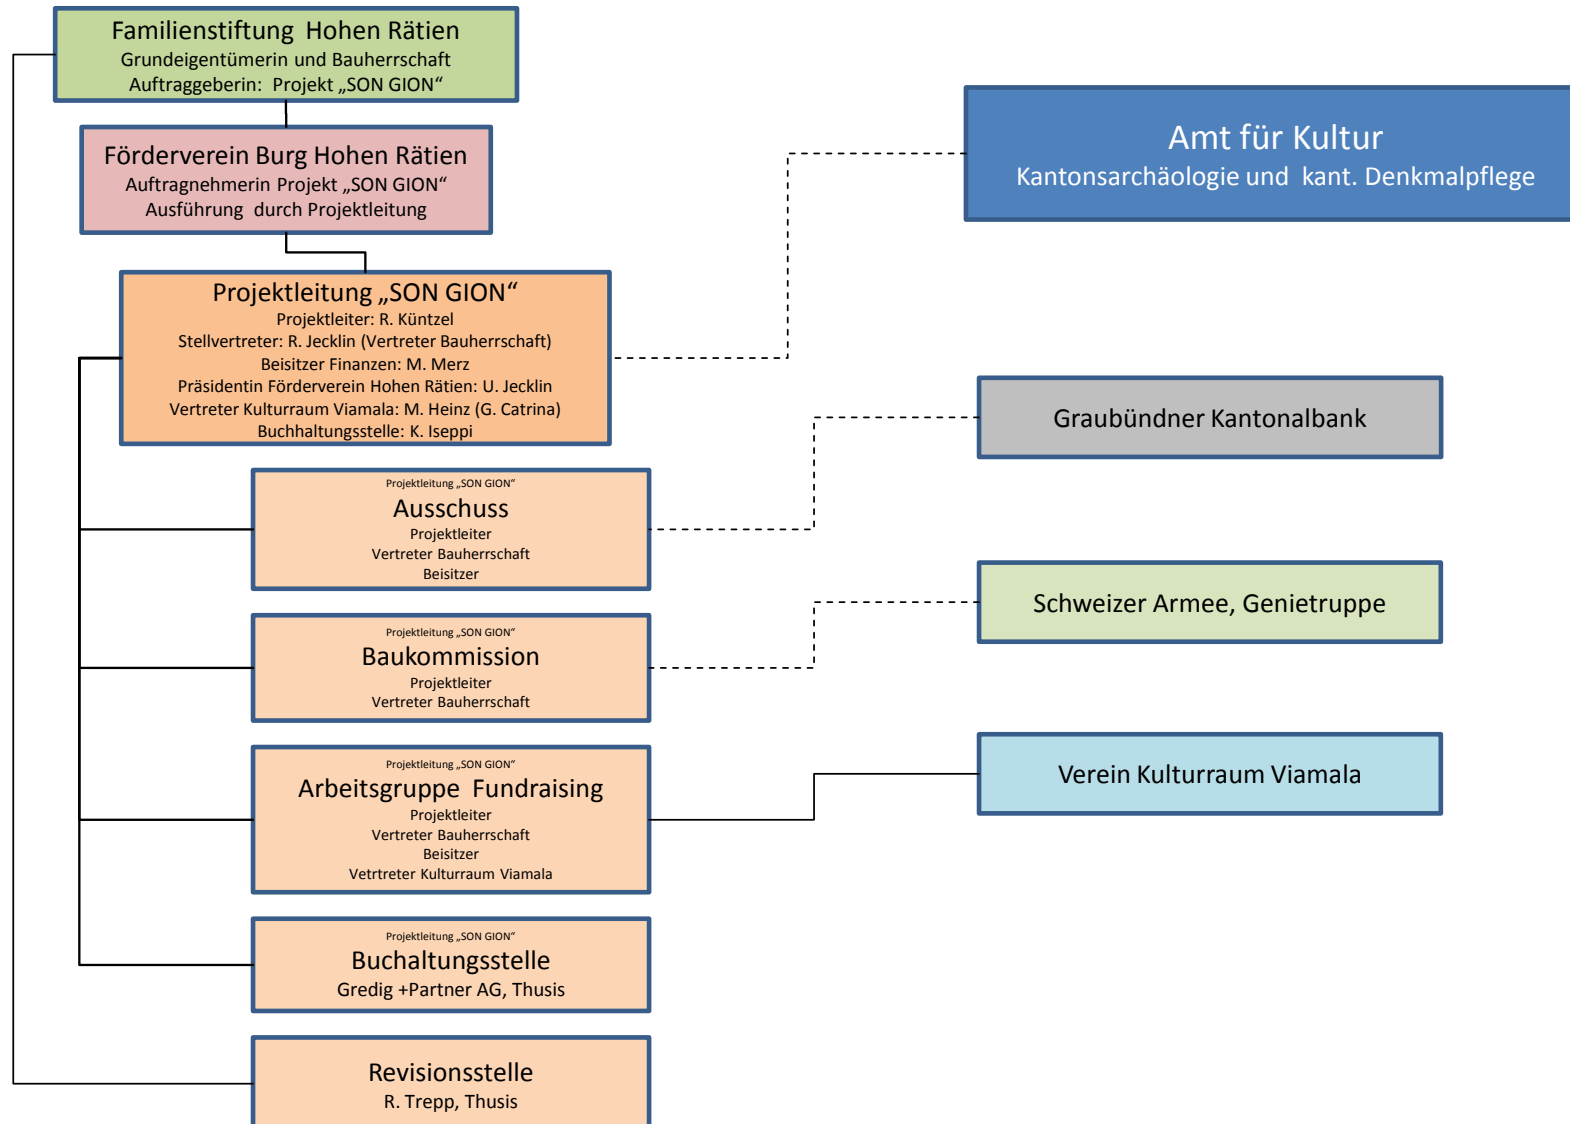 Familienstiftung Hohen Rätien
Grundeigentümerin und Bauherrschaft
Auftraggeberin: Projekt „SON GION“
Förderverein Burg Hohen Rätien
Auftragnehmerin Projekt „SON GION“
Ausführung durch Projektleitung
Projektleitung „SON GION“
Projektleiter: R. Küntzel
Stellvertreter: R. Jecklin (Vertreter Bauherrschaft)
Beisitzer Finanzen: M. Merz
Präsidentin Förderverein Hohen Rätien: U. Jecklin
Vertreter Kulturraum Viamala: M. Heinz (G. Catrina)
Buchhaltungsstelle: K. Iseppi
Projektleitung „SON GION“
Ausschuss
Projektleiter
Vertreter Bauherrschaft
Beisitzer
Projektleitung „SON GION“
Baukommission
Projektleiter
Vertreter Bauherrschaft
Projektleitung „SON GION“
Arbeitsgruppe Fundraising
Projektleiter
Vertreter Bauherrschaft
Beisitzer
Vetrtreter Kulturraum Viamala
Projektleitung „SON GION“
Buchaltungsstelle
Gredig +Partner AG, Thusis
Revisionsstelle
R. Trepp, Thusis
Amt für Kultur
Kantonsarchäologie und kant. Denkmalpflege
Graubündner Kantonalbank
Schweizer Armee, Genietruppe
Verein Kulturraum Viamala